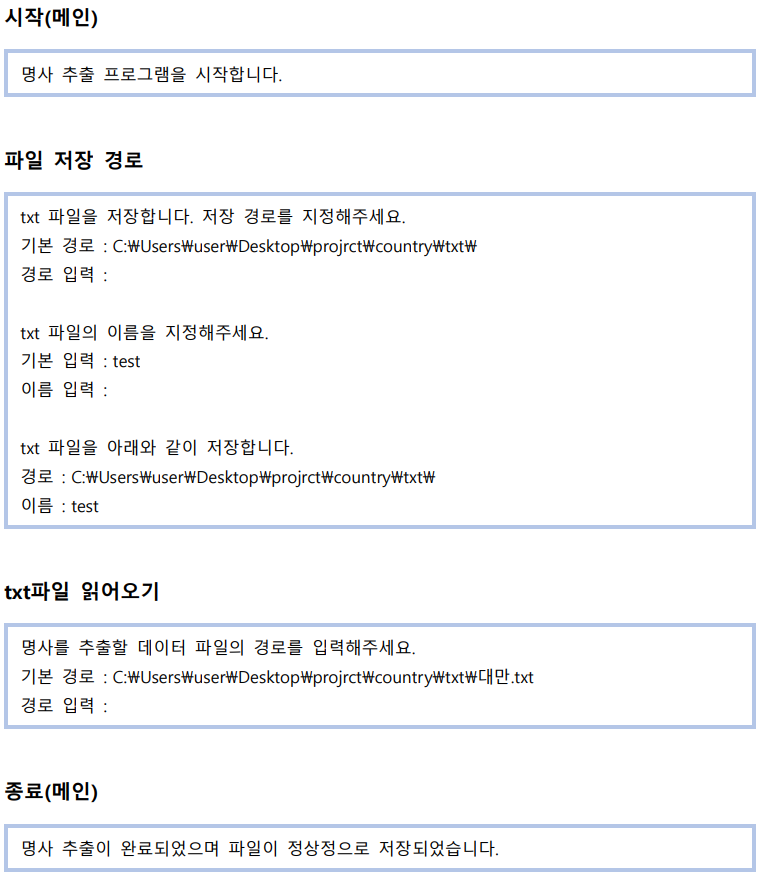 시작(메인)
명사 추출 프로그램을 시작합니다.
파일 저장 경로
txt 파일을 저장합니다. 저장 경로를 지정해주세요.
기본 경로 : C:₩Users₩user₩Desktop₩projrct₩country₩txt₩
경로 입력 :
txt 파일의 이름을 지정해주세요.
기본 입력 : test
이름 입력 :
txt 파일을 아래와 같이 저장합니다.
경로 : C:₩Users₩user₩Desktop₩projrct₩country₩txt₩
이름 : test
txt파일 읽어오기
명사를 추출할 데이터 파일의 경로를 입력해주세요.
기본 경로 : C:₩Users₩user₩Desktop₩projrct₩country₩txt₩대만.txt
경로 입력 :
종료(메인)
명사 추출이 완료되었으며 파일이 정상정으로 저장되었습니다.